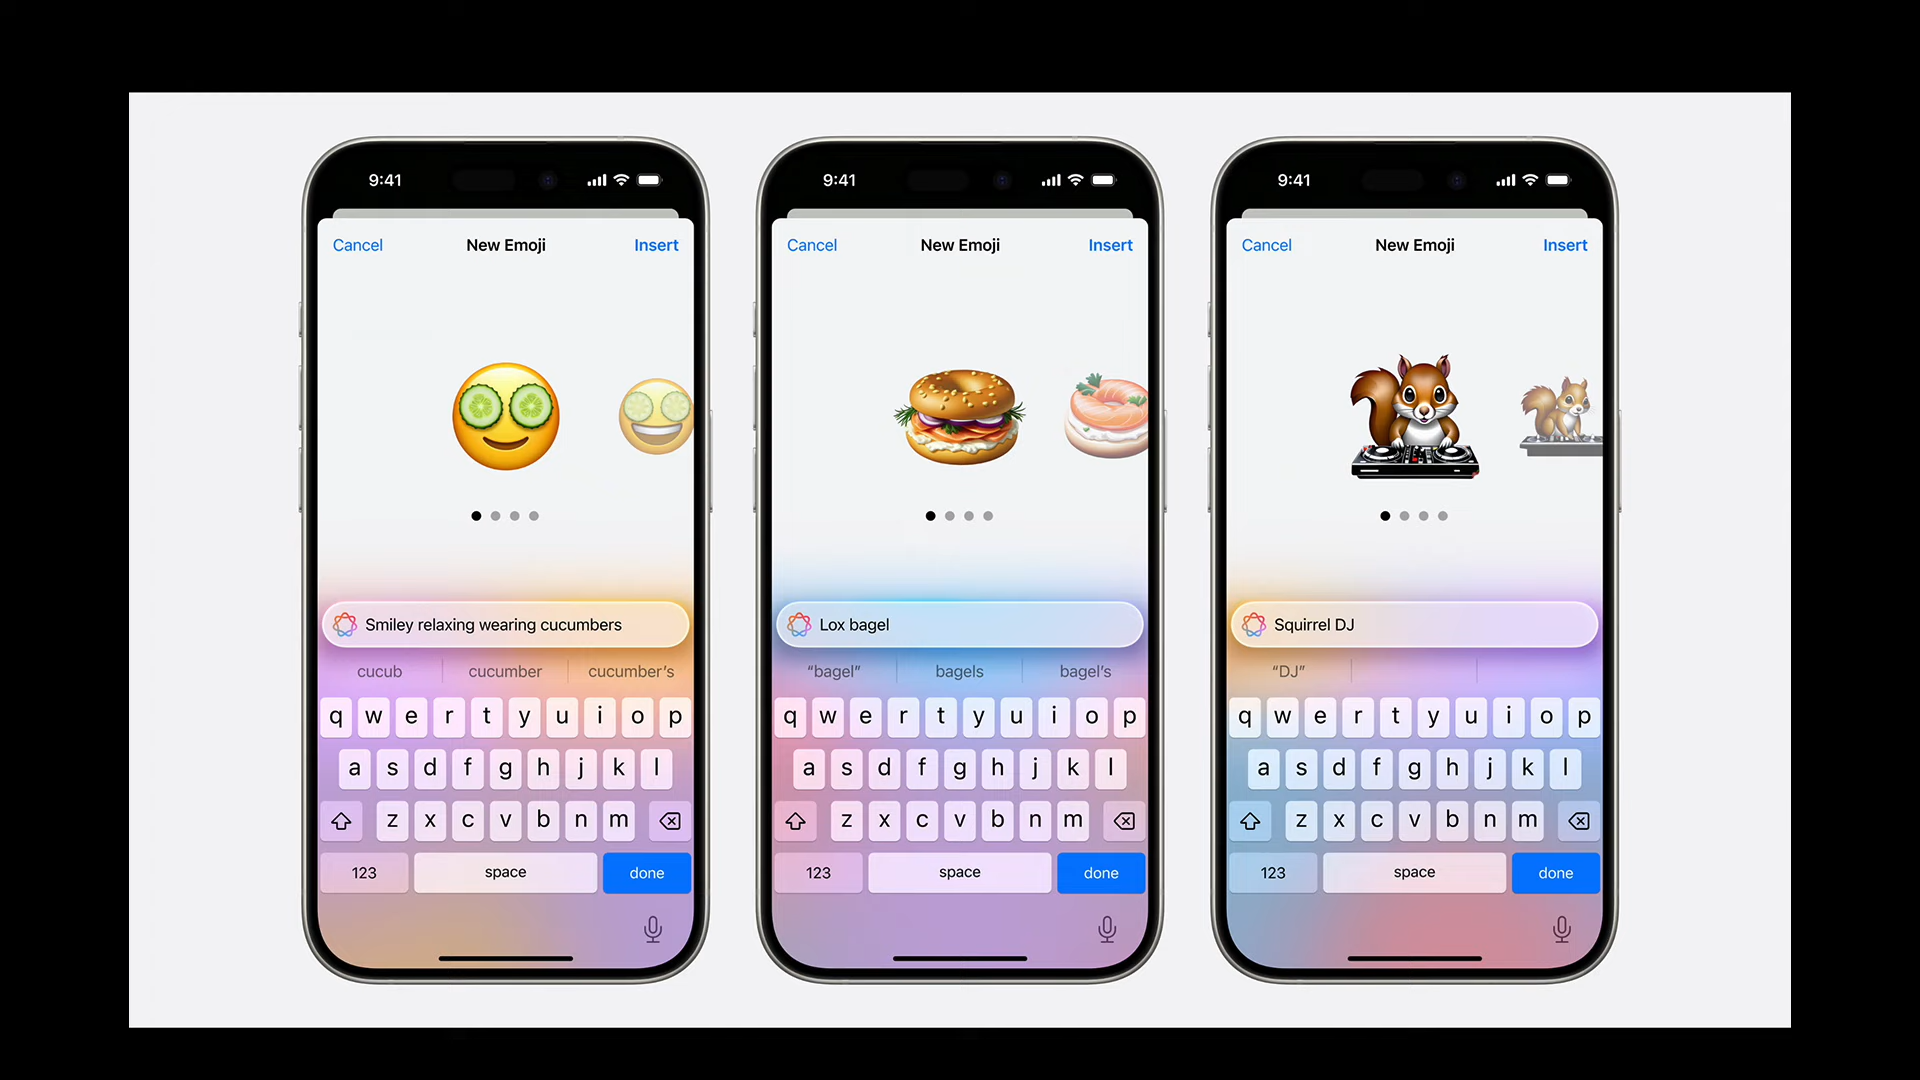 9:41
Cancel New Emoji Insert
Smiley relaxing wearing cucumbers
cucub cucumber cucumber’s
q w e r t y u i o p
a s d f g h j k l
z x c v b n m
123 space done
9:41
Cancel New Emoji Insert
Lox bagel
“bagel” bagels bagel’s
q w e r t y u i o p
a s d f g h j k l
z x c v b n m
123 space done
9:41
Cancel New Emoji Insert
Squirrel DJ
“DJ”
q w e r t y u i o p
a s d f g h j k l
z x c v b n m
123 space done